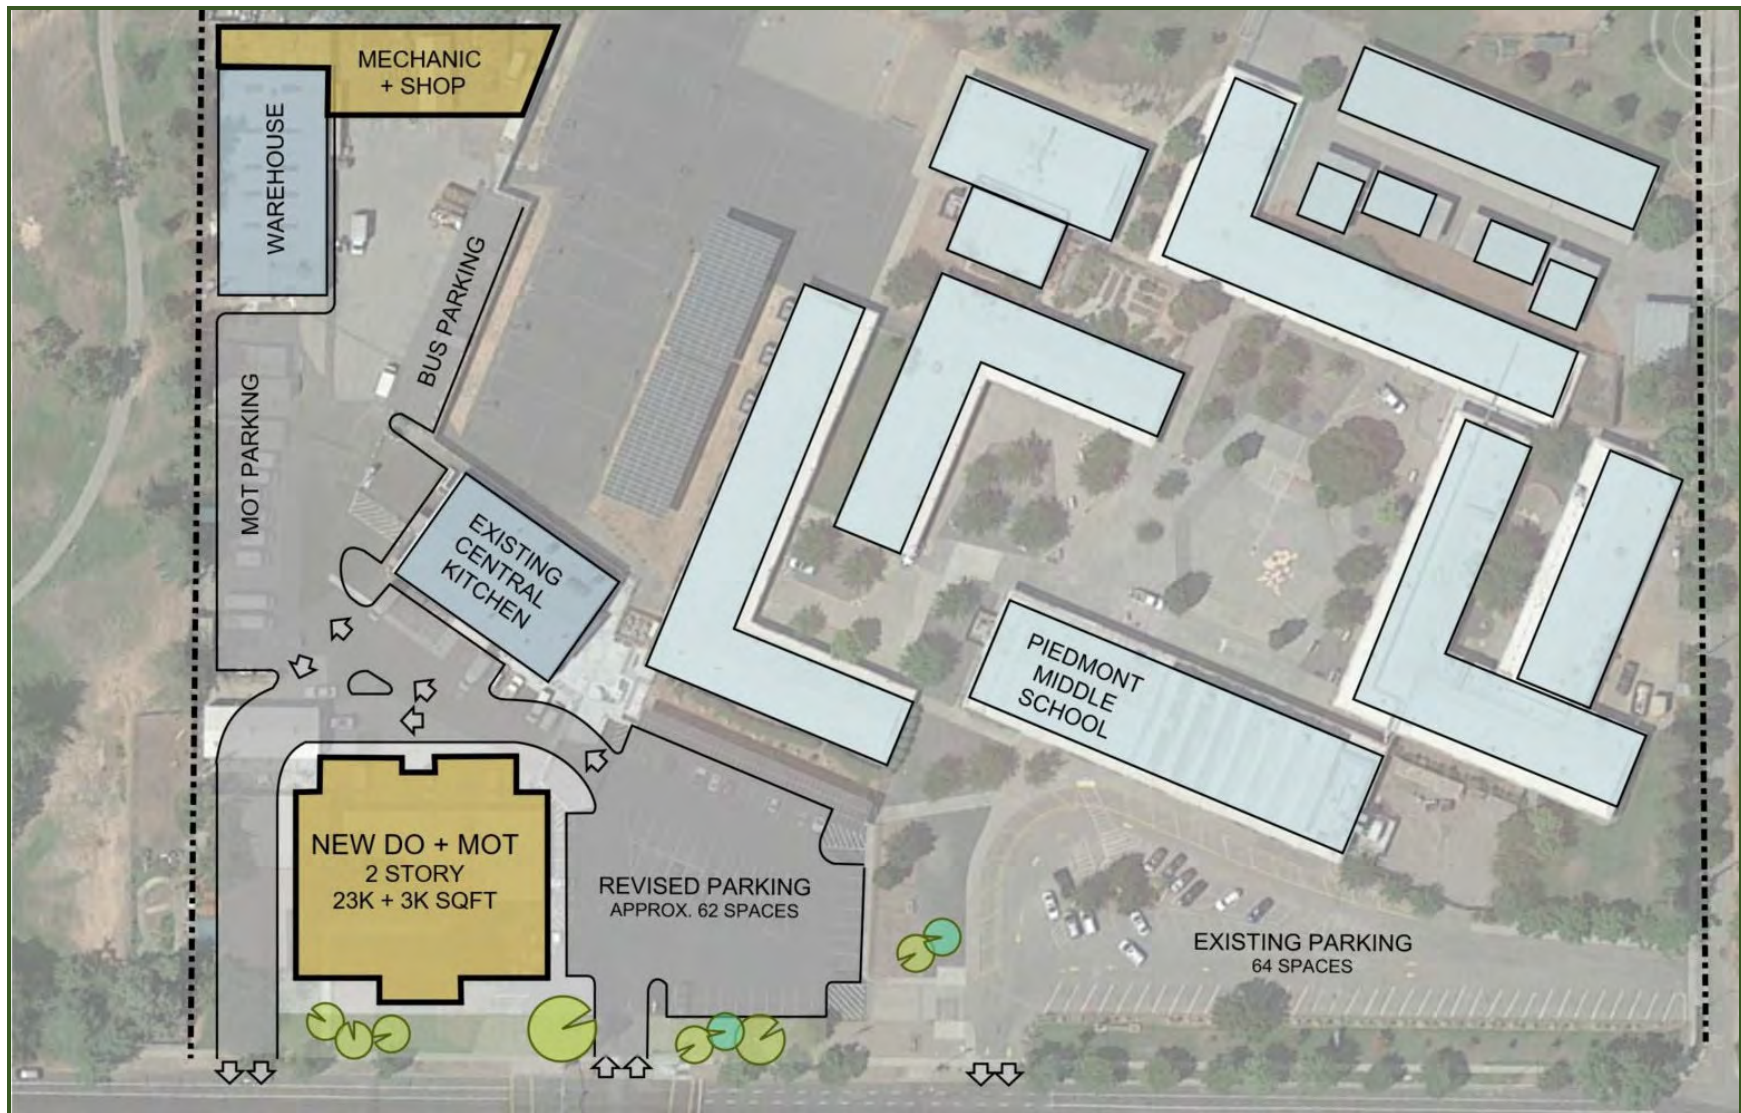 MECHANIC
+ SHOP
WAREHOUSE
BUS PARKING
MOT PARKING
EXISTING
CENTRAL
KITCHEN
PIEDMONT
MIDDLE
SCHOOL
NEW DO + MOT
2 STORY
23K + 3K SQFT
REVISED PARKING
APPROX. 62 SPACES
EXISTING PARKING
64 SPACES